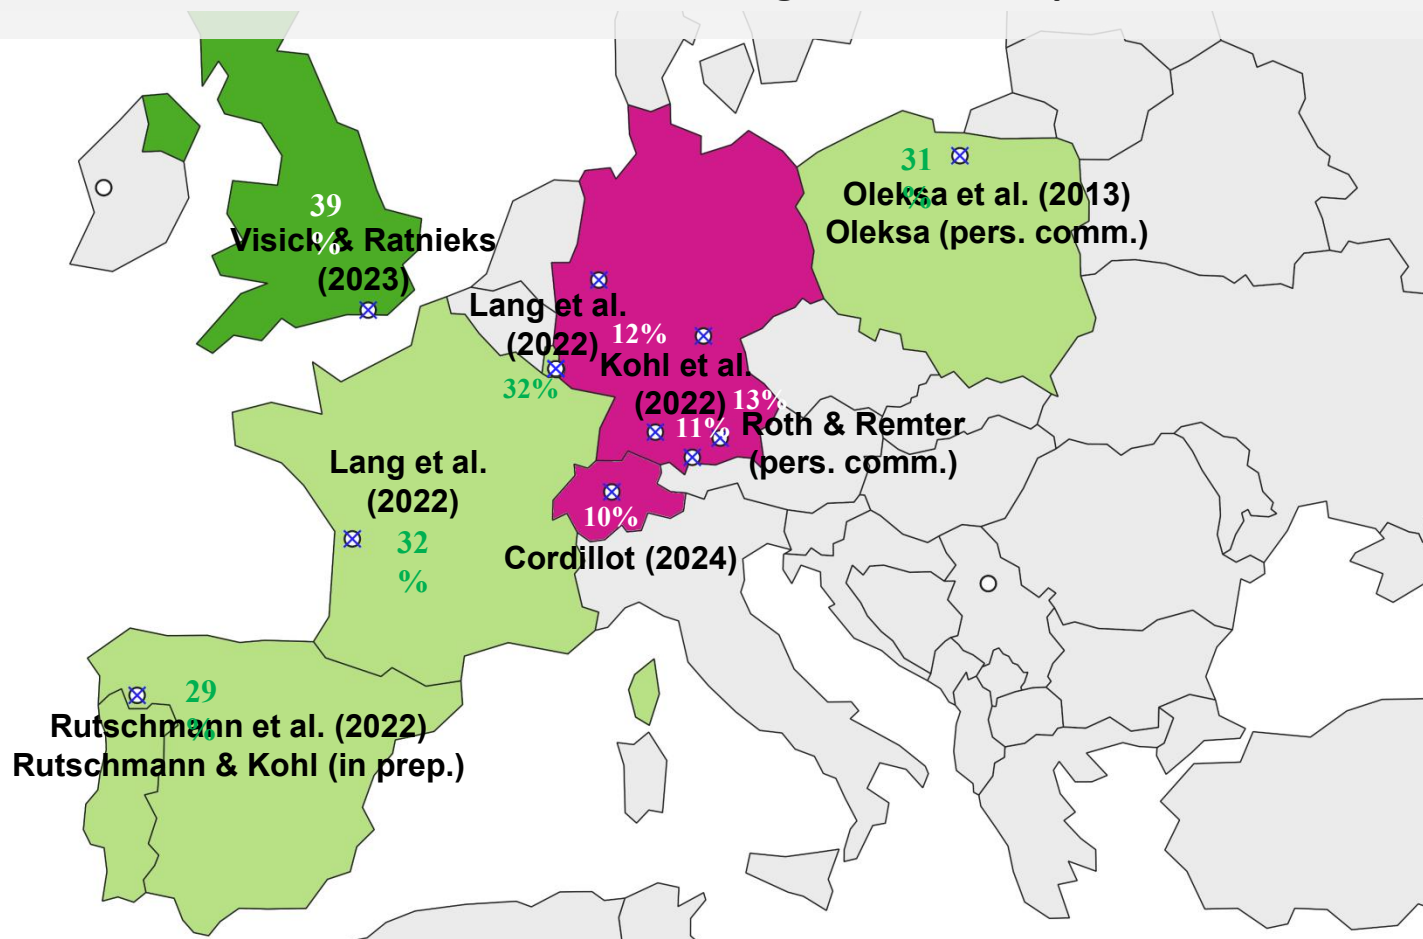 31
%
Oleksa et al. (2013)
Oleksa (pers. comm.)
39
%
Visick & Ratnieks
(2023)
Lang et al.
(2022)
32%
12%
Kohl et al.
(2022)
13%
11%
Roth & Remter
(pers. comm.)
Lang et al.
(2022)
32
%
10%
Cordillot (2024)
29
%
Rutschmann et al. (2022)
Rutschmann & Kohl (in prep.)